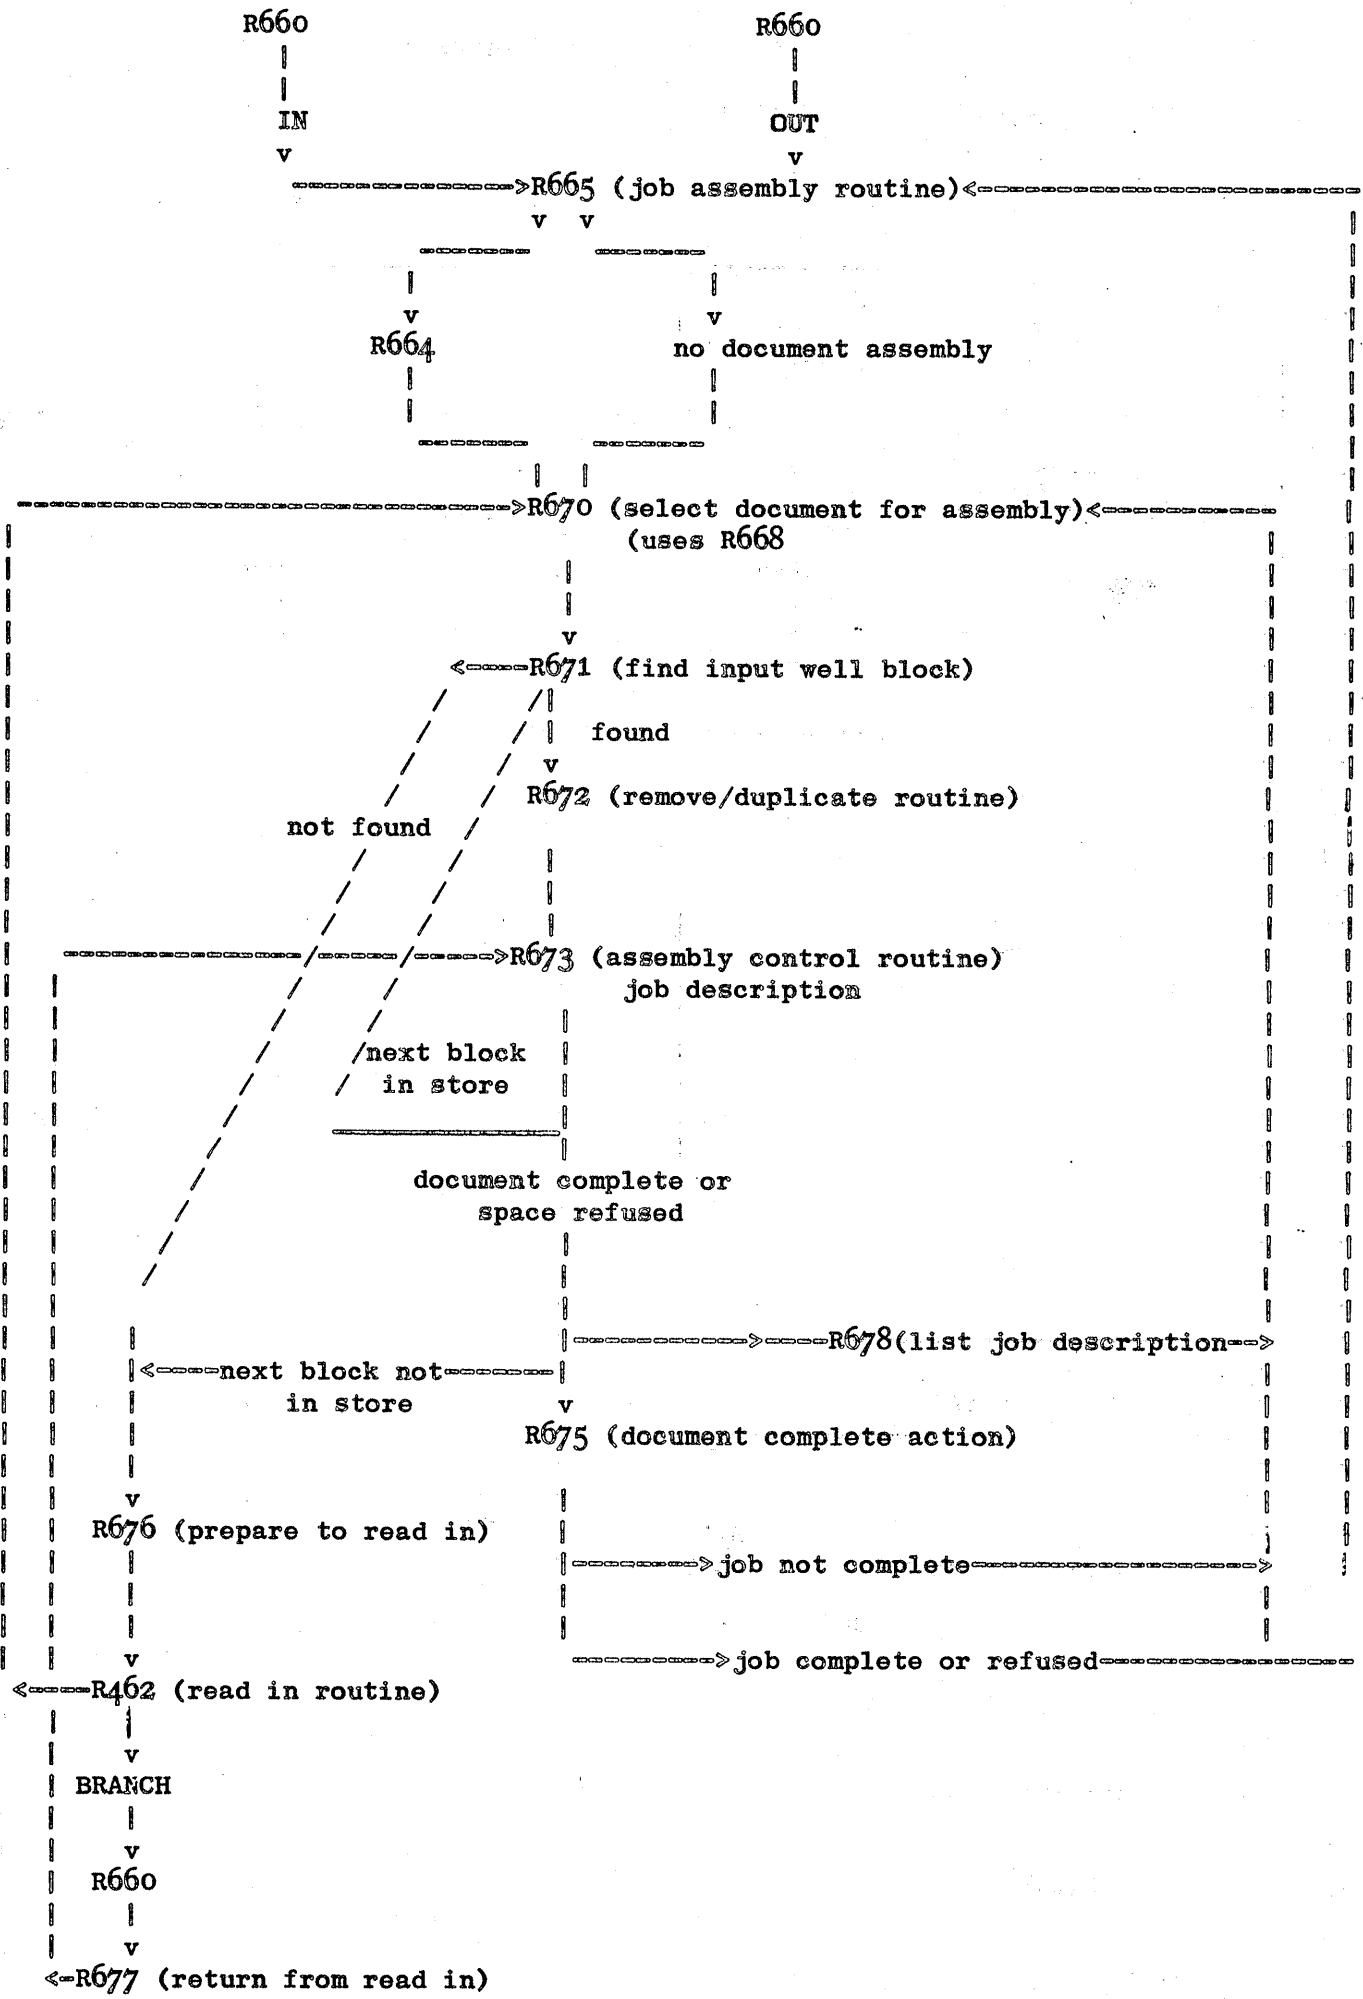 R660 R660
IN OUT
v v
>R665 (job assembly routine)<
v v
v v
R664 no document assembly
>R670 (select document for assembly)<
(uses R668
v
<----R671 (find input well block)
found
v
R672 (remove/duplicate routine)
not found
>R673 (assembly control routine)
job description
/next block
in store
document complete or
space refused
>----R678(list job description-->
<----next block not
in store v
R675 (document complete action)
v
R676 (prepare to read in)
>job not complete>
v >job complete or refused
<----R462 (read in routine)
v
BRANCH
v
R660
v
<-R677 (return from read in)